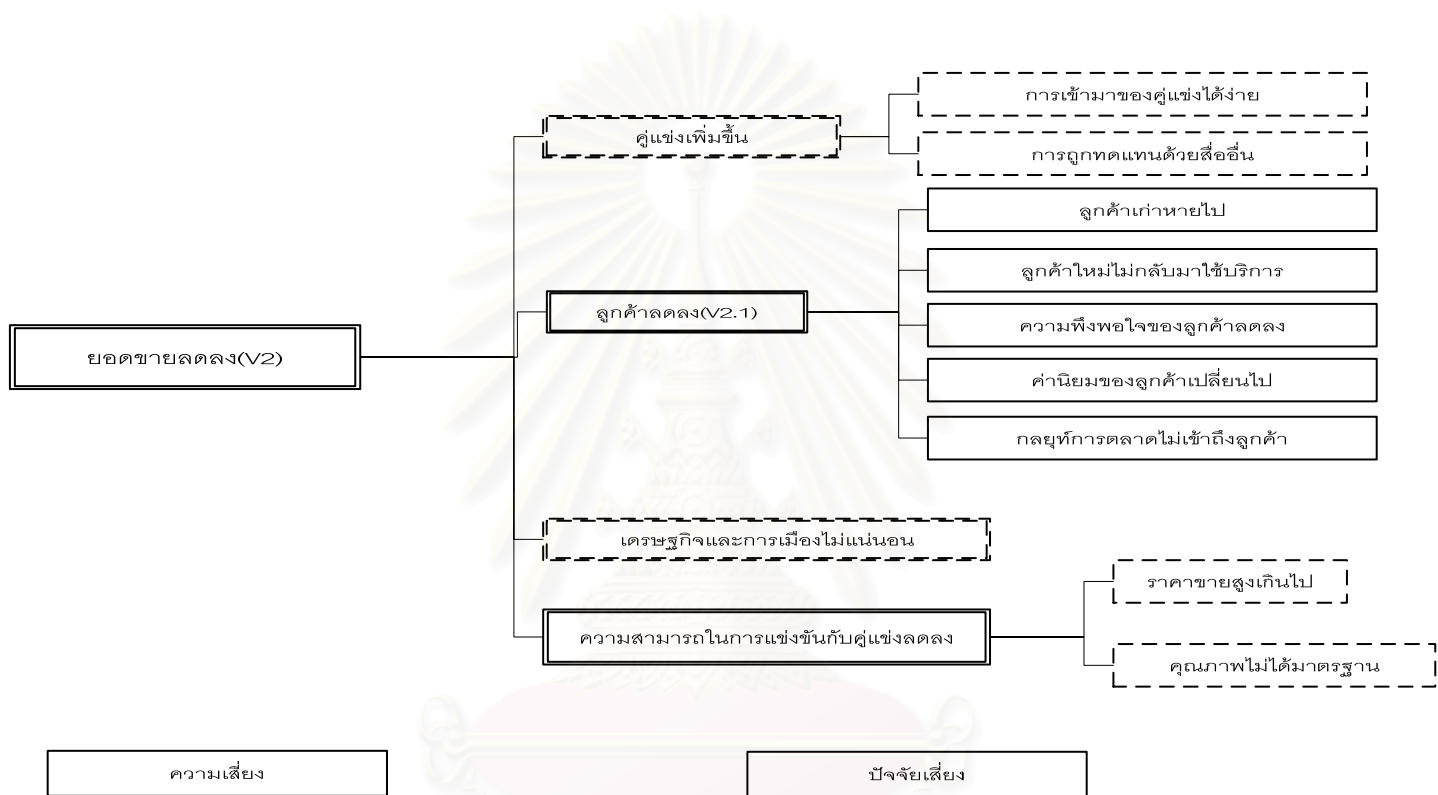 การเข้ามาของคู่แข่งได้ง่าย
คู่แข่งเพิ่มขึ้น
การถูกทดแทนด้วยสื่ออื่น
ลูกค้าเก่าหายไป
ลูกค้าใหม่ไม่กลับมาใช้บริการ
ลูกค้าลดลง(V2.1)
ความพึงพอใจของลูกค้าลดลง
ยอดขายลดลง(V2)
ค่านิยมของลูกค้าเปลี่ยนไป
กลยุท์การตลาดไม่เข้าถึงลูกค้า
เดรษฐกิจและการเมืองไม่แน่นอน
ราคาขายสูงเกินไป
ความสามารถในการแข่งขันกับคู่แข่งลดลง
คุณภาพไม่ได้มาตรฐาน
ความเสี่ยง
ปัจจัยเสี่ยง